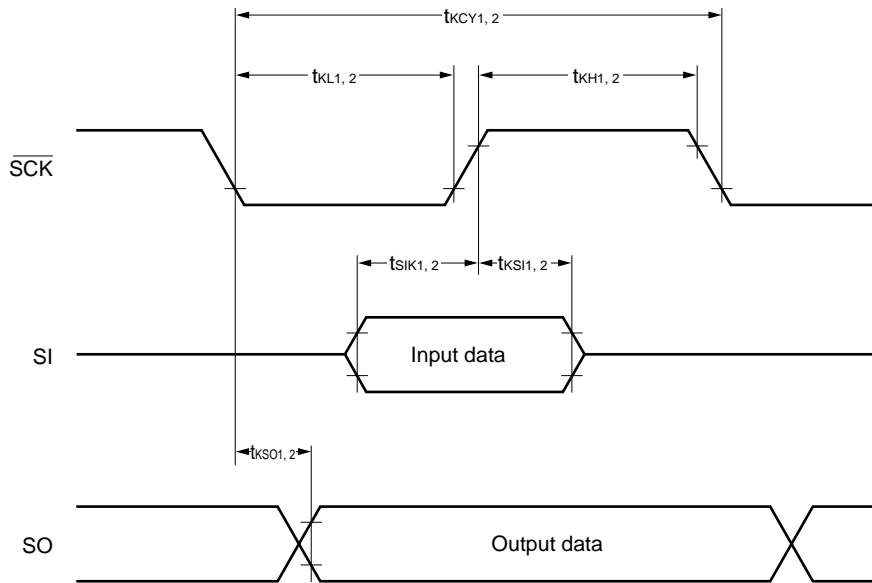 tKCY1, 2
tKL1, 2
tKH1, 2
SCK
tSIK1, 2
tKSI1, 2
SI
Input data
tKSO1, 2
SO
Output data